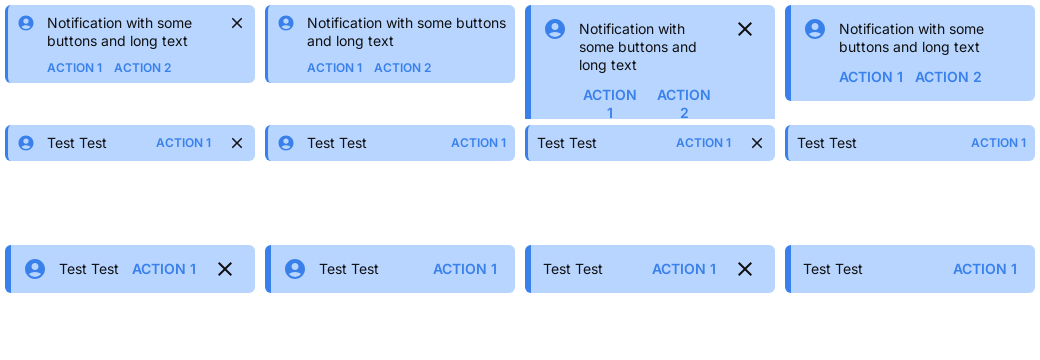 Notification with some
buttons and long text
ACTION 1 ACTION 2
Notification with some buttons
and long text
ACTION 1 ACTION 2
Notification with
some buttons and
long text
ACTION
1
ACTION
2
Notification with some
buttons and long text
ACTION 1 ACTION 2
Test Test ACTION 1
Test Test ACTION 1
Test Test ACTION 1
Test Test ACTION 1
Test Test ACTION 1
Test Test ACTION 1
Test Test ACTION 1
Test Test ACTION 1